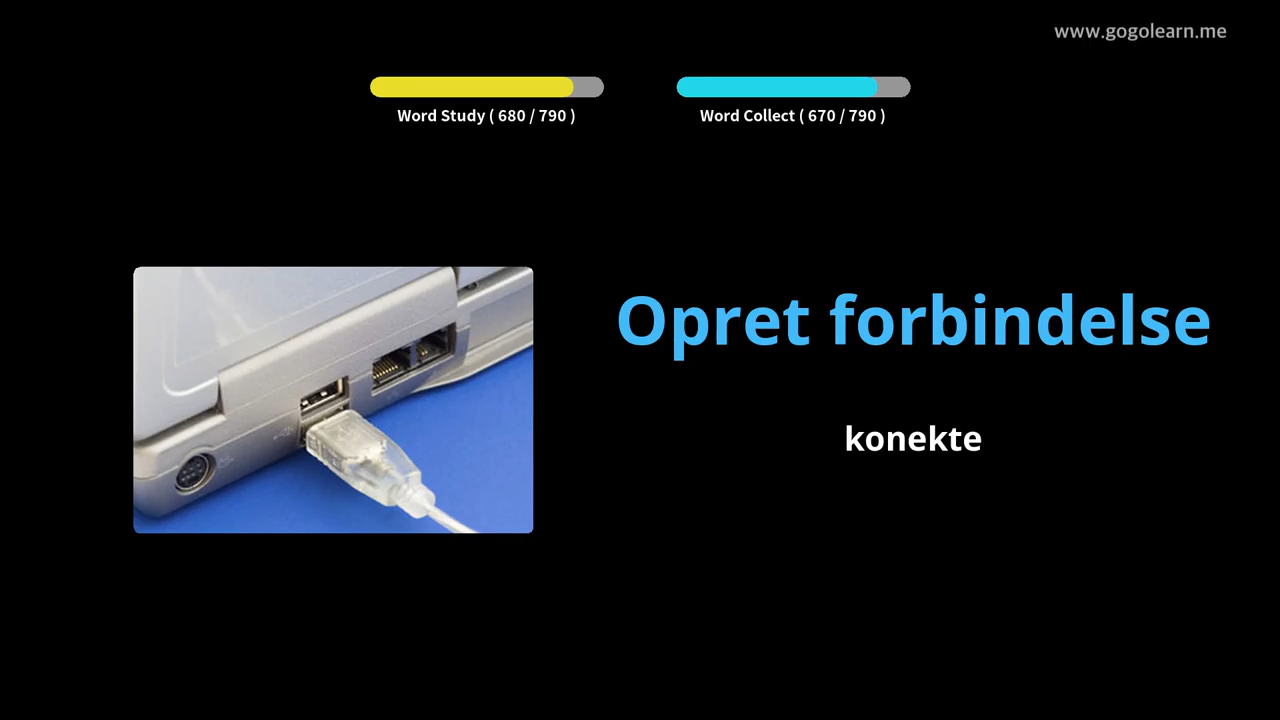 www.gogolearn.me
Word Study ( 680 / 790 )
Word Collect ( 670 / 790 )
Opret forbindelse
konekte